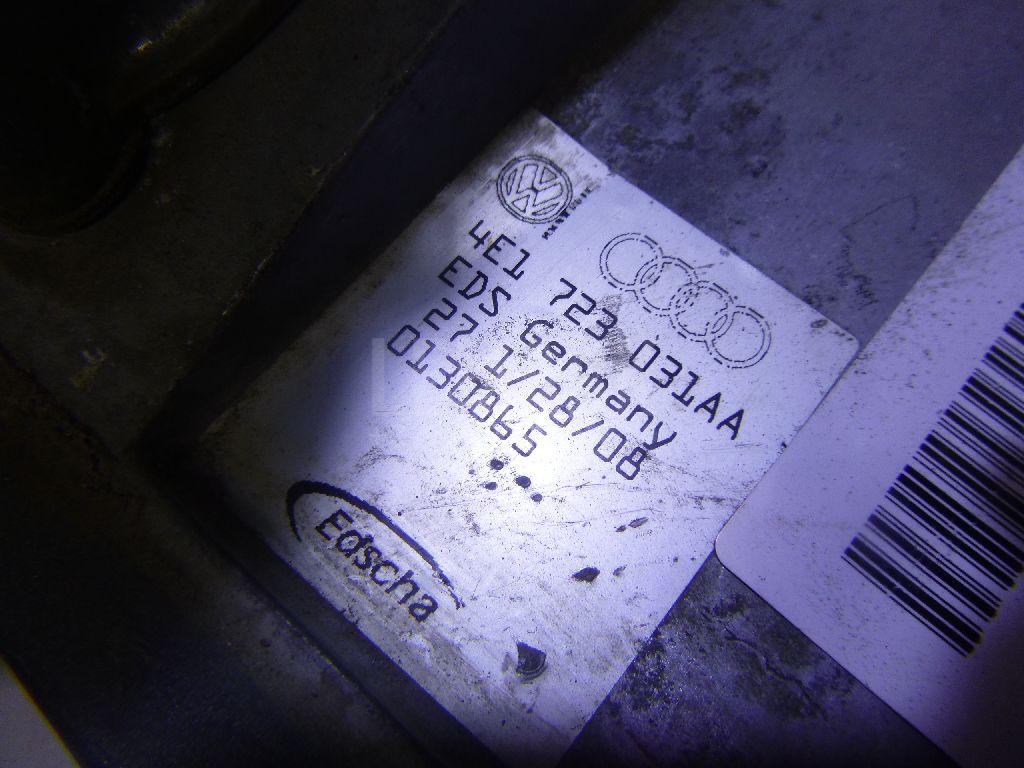 4E1 723 031AA
EDS Germany
27 1/28/08
0130865
Edscha